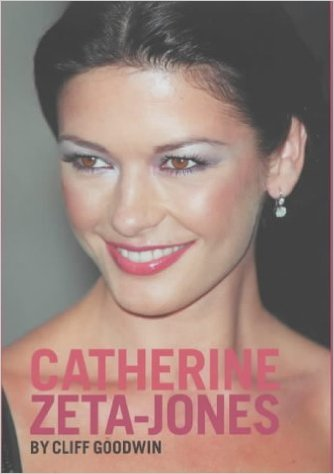 CATHERINE
ZETA-JONES
BY CLIFF GOODWIN